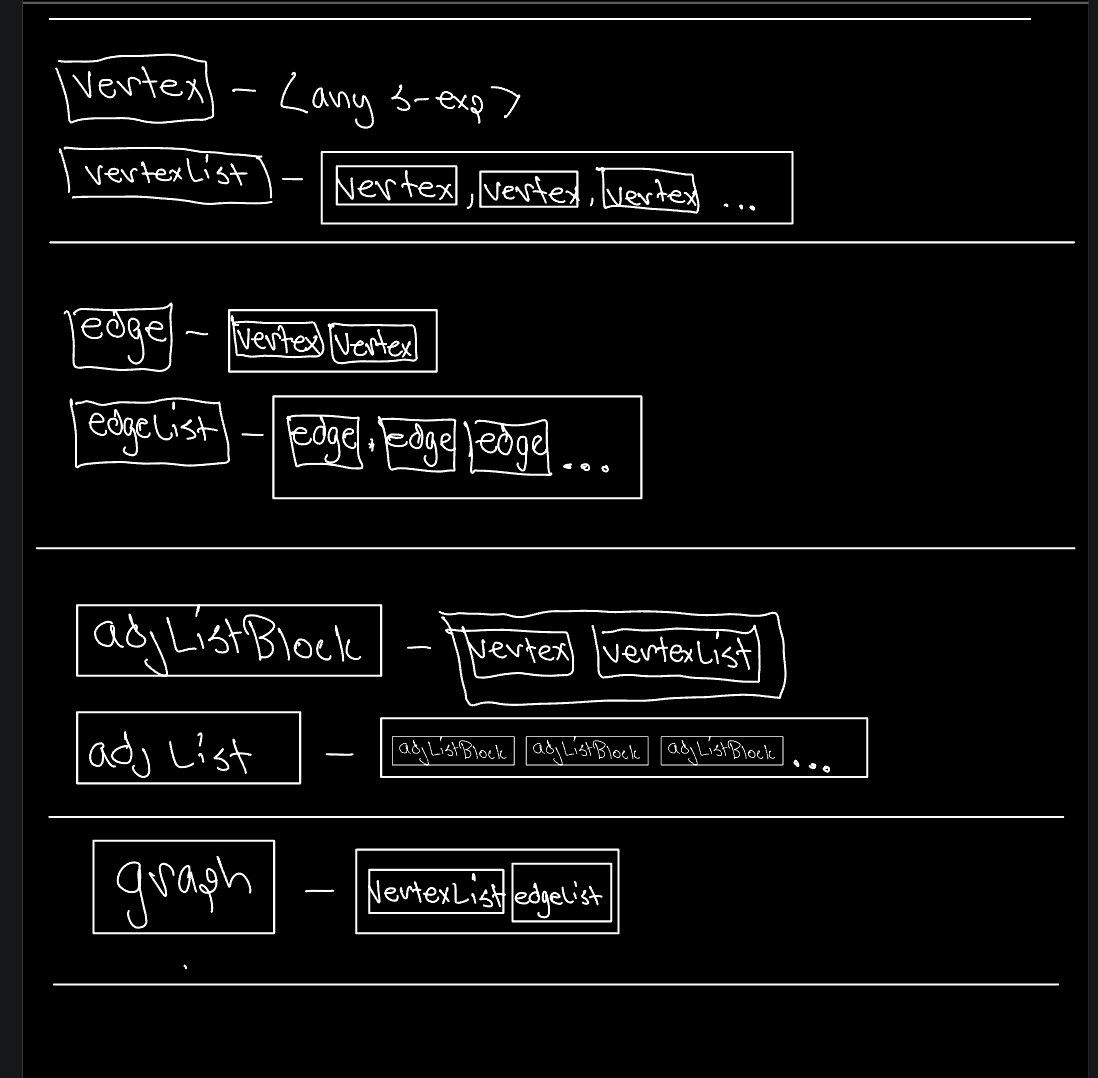 vertex - <any s-exp>
vertexList - vertex, vertex, vertex ...
edge - vertex vertex
edgeList - edge, edge, edge ...
adjListBlock - vertex vertexList
adj List - adjListBlock adjListBlock adjListBlock ...
graph - vertexList edgelist